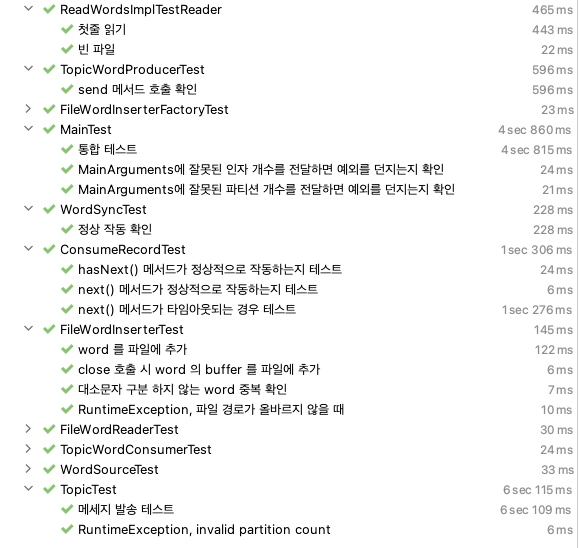 ReadWordsImplTestReader 465 ms
첫줄 읽기 443 ms
빈 파일 22 ms
TopicWordProducerTest 596 ms
send 메서드 호출 확인 596 ms
FileWordInserterFactoryTest 23 ms
MainTest 4 sec 860 ms
통합 테스트 4 sec 815 ms
MainArguments에 잘못된 인자 개수를 전달하면 예외를 던지는지 확인 24 ms
MainArguments에 잘못된 파티션 개수를 전달하면 예외를 던지는지 확인 21 ms
WordSyncTest 228 ms
정상 작동 확인 228 ms
ConsumeRecordTest 1 sec 306 ms
hasNext() 메서드가 정상적으로 작동하는지 테스트 24 ms
next() 메서드가 정상적으로 작동하는지 테스트 6 ms
next() 메서드가 타임아웃되는 경우 테스트 1 sec 276 ms
FileWordInserterTest 145 ms
word 를 파일에 추가 122 ms
close 호출 시 word 의 buffer 를 파일에 추가 6 ms
대소문자 구분 하지 않는 word 중복 확인 7 ms
RuntimeException, 파일 경로가 올바르지 않을 때 10 ms
FileWordReaderTest 30 ms
TopicWordConsumerTest 24 ms
WordSourceTest 33 ms
TopicTest 6 sec 115 ms
메세지 발송 테스트 6 sec 109 ms
RuntimeException, invalid partition count 6 ms